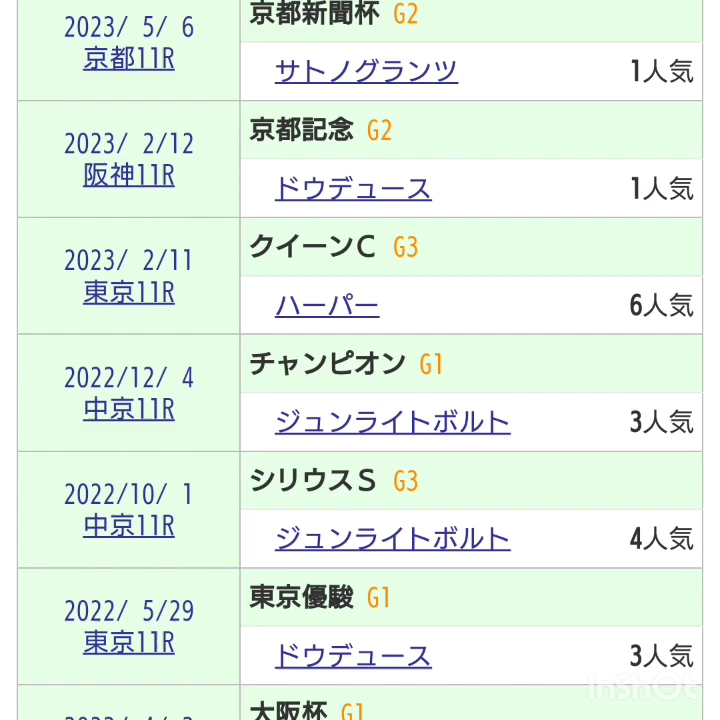 京都新聞杯 G2
2023/ 5/ 6
京都11R
サトノグランツ 1人気
京都記念 G2
2023/ 2/12
阪神11R
ドウデュース 1人気
クイーンC G3
2023/ 2/11
東京11R
ハーパー 6人気
チャンピオン G1
2022/12/ 4
中京11R
ジュンライトボルト 3人気
シリウスS G3
2022/10/ 1
中京11R
ジュンライトボルト 4人気
東京優駿 G1
2022/ 5/29
東京11R
ドウデュース 3人気
InShOt
大阪杯 G1